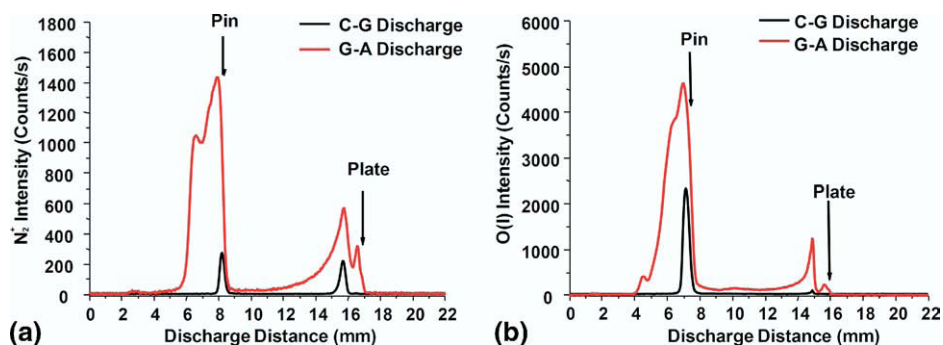 C-G Discharge
G-A Discharge
Pin
Plate
N₂⁺ Intensity (Counts/s)
1800
1600
1400
1200
1000
800
600
400
200
0
0 2 4 6 8 10 12 14 16 18 20 22
Discharge Distance (mm)
(a)
C-G Discharge
G-A Discharge
Pin
Plate
O(I) Intensity (Counts/s)
6000
5000
4000
3000
2000
1000
0
0 2 4 6 8 10 12 14 16 18 20 22
Discharge Distance (mm)
(b)